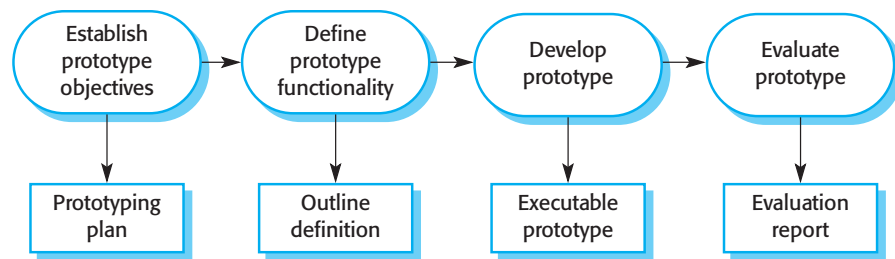 Establish
prototype
objectives
Define
prototype
functionality
Develop
prototype
Evaluate
prototype
Prototyping
plan
Outline
definition
Executable
prototype
Evaluation
report